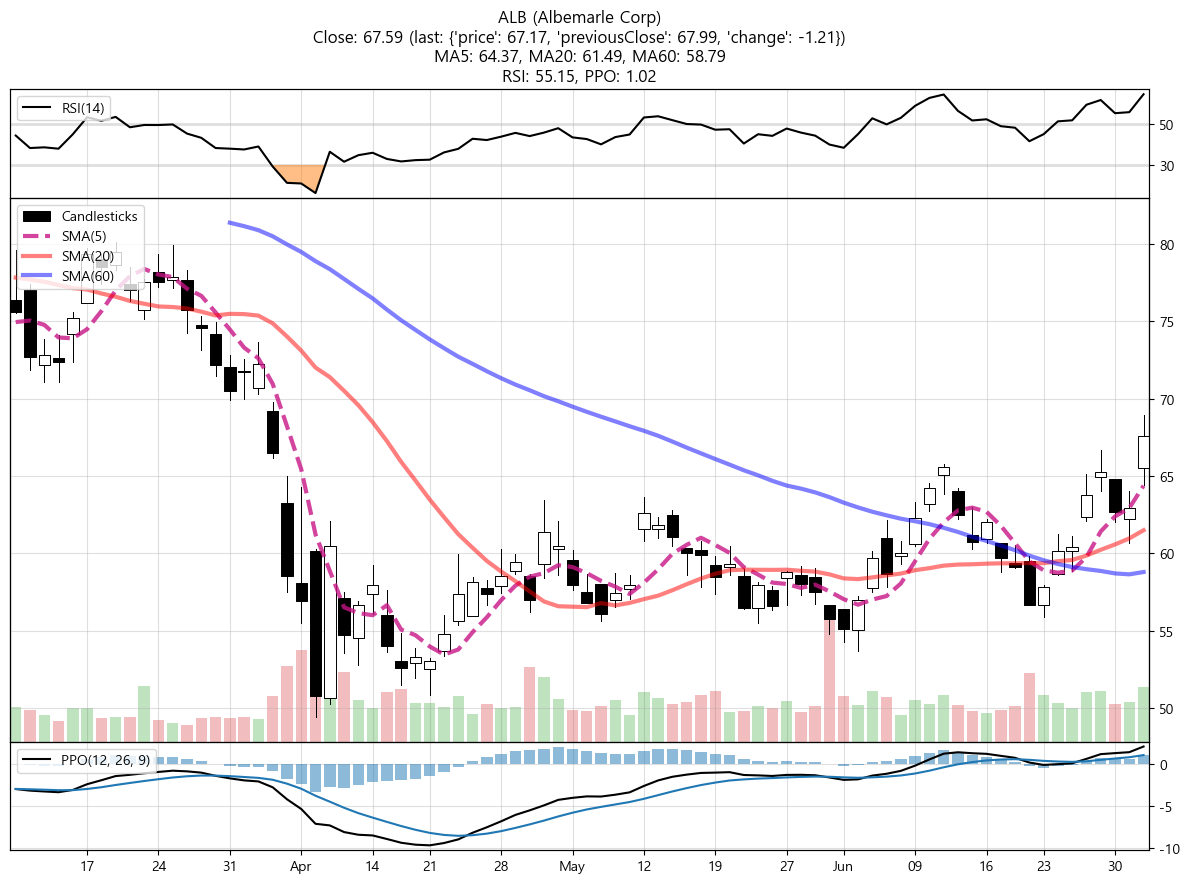 ALB (Albemarle Corp)
Close: 67.59 (last: {'price': 67.17, 'previousClose': 67.99, 'change': -1.21})
MA5: 64.37, MA20: 61.49, MA60: 58.79
RSI: 55.15, PPO: 1.02
RSI(14)
50
30
Candlesticks
SMA(5)
SMA(20)
SMA(60)
80
75
70
65
60
55
50
PPO(12, 26, 9)
0
-5
-10
17 24 31 Apr 14 21 28 May 12 19 27 Jun 09 16 23 30